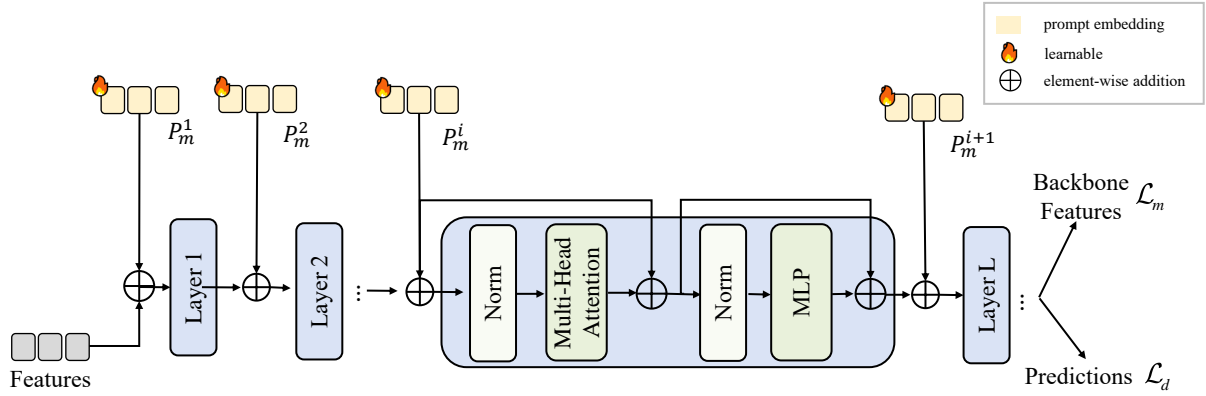 prompt embedding
learnable
element-wise addition
P_m^1
P_m^2
P_m^i
P_m^{i+1}
Layer 1
Layer 2
⋮
Norm
Multi-Head
Attention
Norm
MLP
Layer L
⋮
Backbone
Features
ℒ_m
Features
Predictions ℒ_d